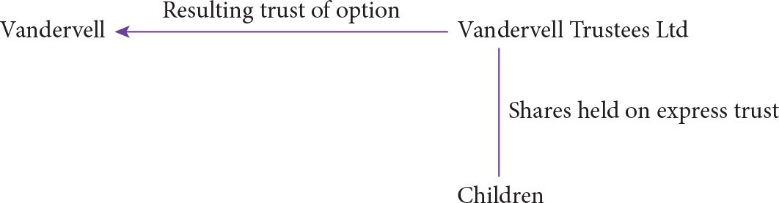 Resulting trust of option
Vandervell
Vandervell Trustees Ltd
Shares held on express trust
Children